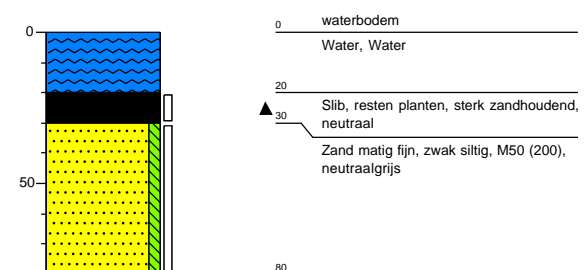 0
50
0
waterbodem
Water, Water
20
Slib, resten planten, sterk zandhoudend,
neutraal
30
Zand matig fijn, zwak siltig, M50 (200),
neutraalgrijs
80